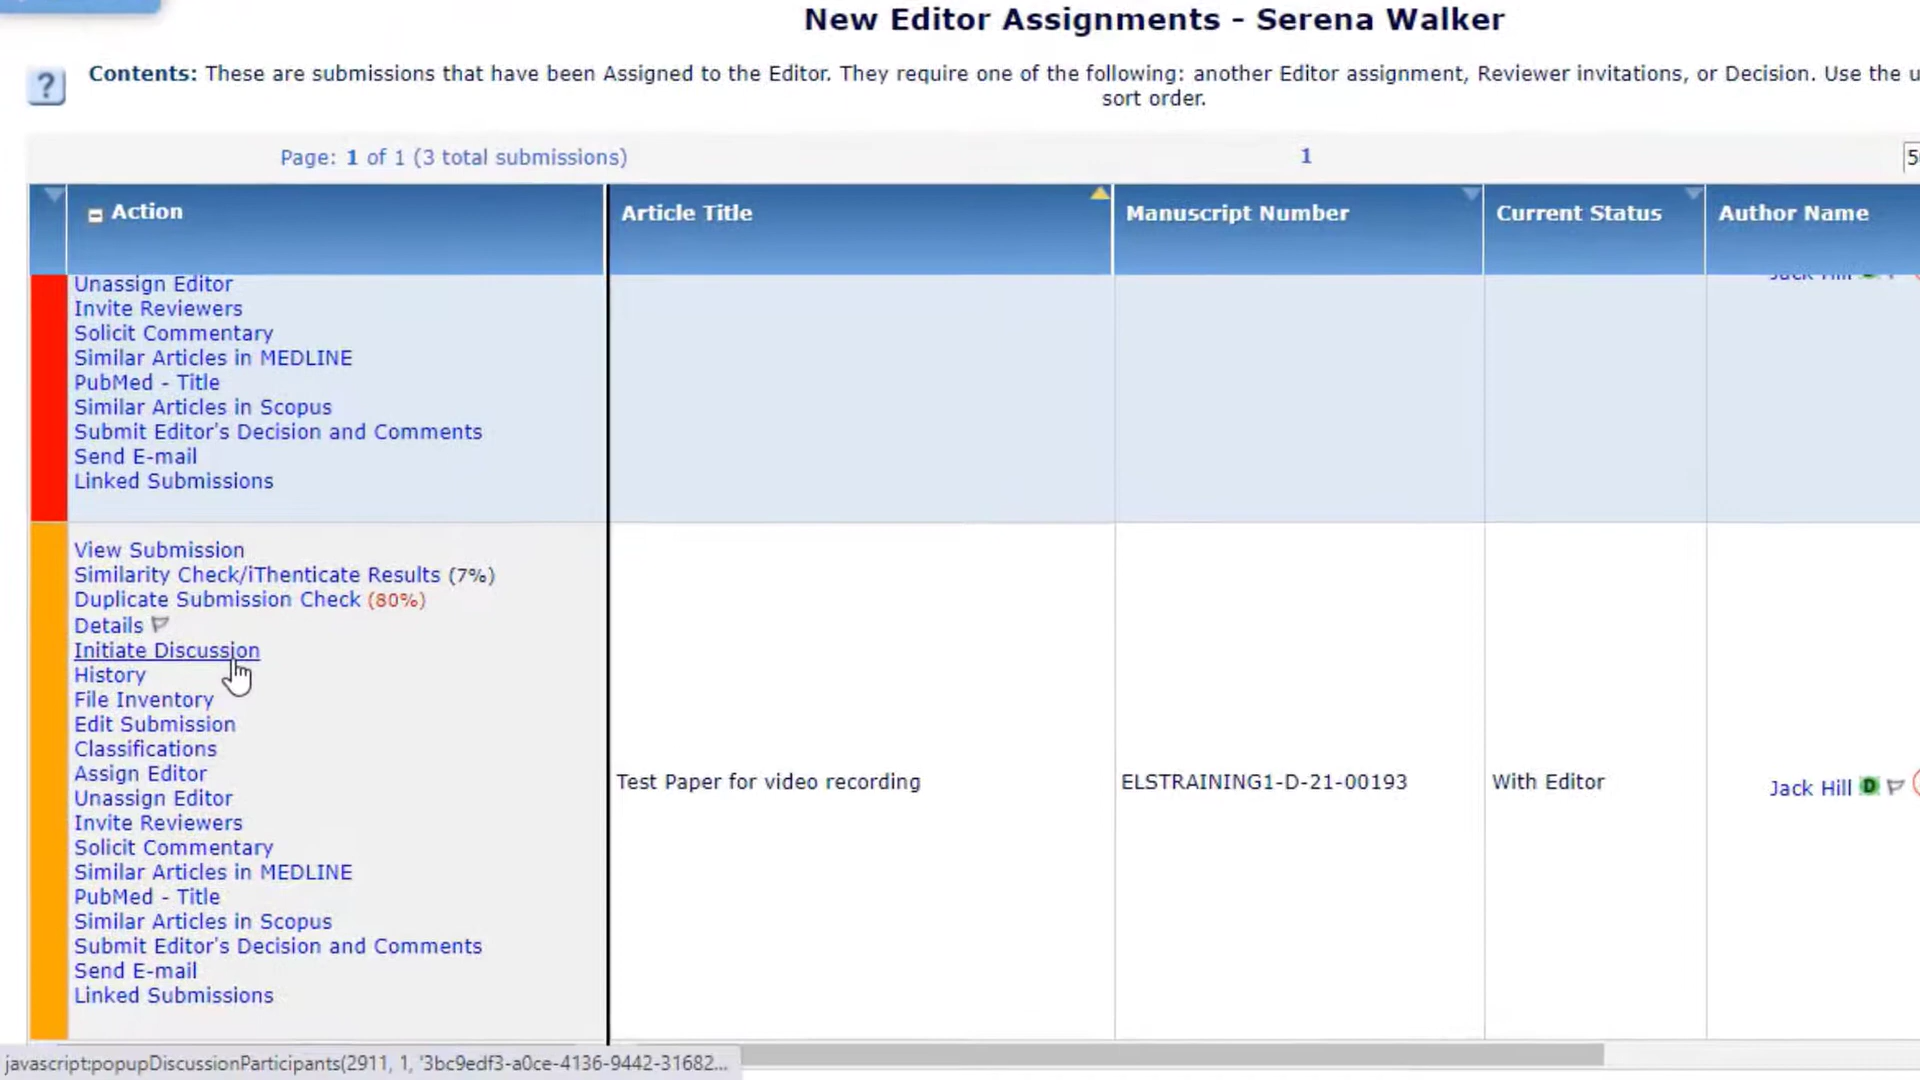 New Editor Assignments - Serena Walker
?
Contents: These are submissions that have been Assigned to the Editor. They require one of the following: another Editor assignment, Reviewer invitations, or Decision. Use the
sort order.
Page: 1 of 1 (3 total submissions)
1
Action
Article Title
Manuscript Number
Current Status
Author Name
Unassign Editor
Invite Reviewers
Solicit Commentary
Similar Articles in MEDLINE
PubMed - Title
Similar Articles in Scopus
Submit Editor's Decision and Comments
Send E-mail
Linked Submissions
View Submission
Similarity Check/iThenticate Results (7%)
Duplicate Submission Check (80%)
Details
Initiate Discussion
History
File Inventory
Edit Submission
Classifications
Assign Editor
Unassign Editor
Invite Reviewers
Solicit Commentary
Similar Articles in MEDLINE
PubMed - Title
Similar Articles in Scopus
Submit Editor's Decision and Comments
Send E-mail
Linked Submissions
Test Paper for video recording
ELSTRAINING1-D-21-00193
With Editor
Jack Hill D
javascript:popupDiscussionParticipants(2911, 1, '3bc9edf3-a0ce-4136-9442-31682...